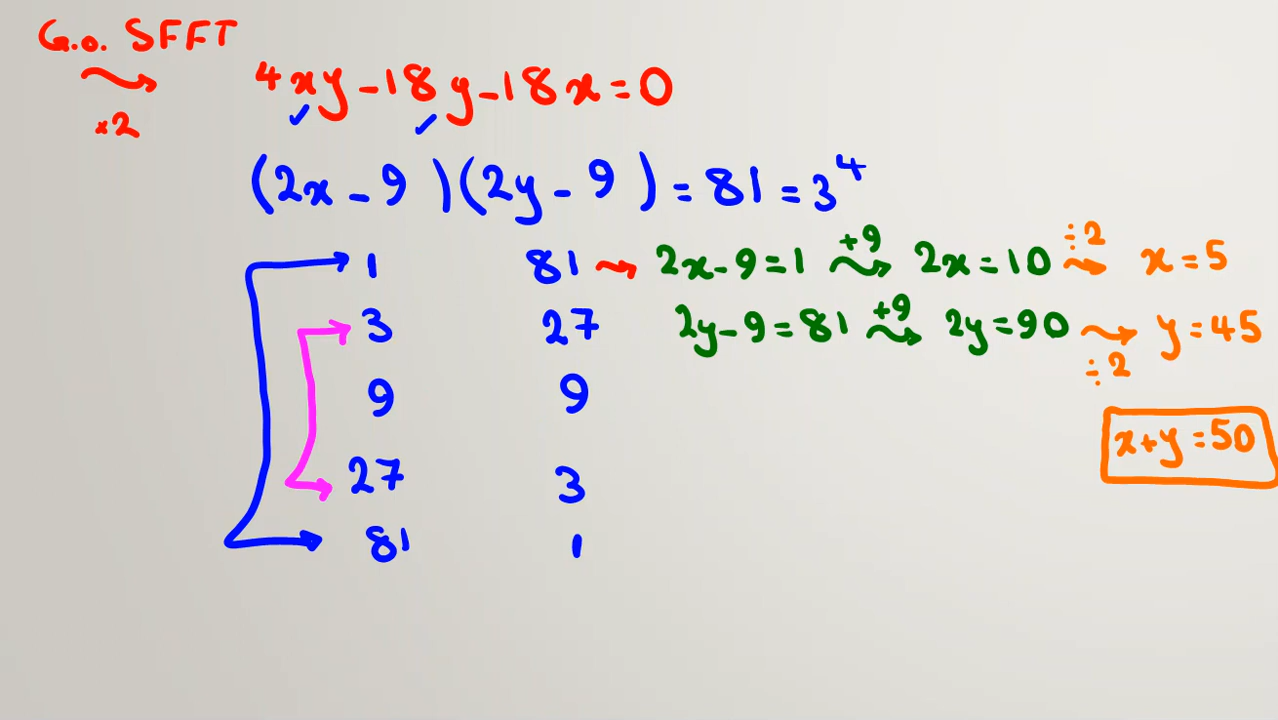 G.o. SFFT
×2
4xy-18y-18x=0
(2x-9)(2y-9)=81=3⁴
1 81 → 2x-9=1 +9 → 2x=10 ÷2 → x=5
3 27 2y-9=81 +9 → 2y=90 ÷2 → y=45
9 9
x+y=50
27 3
81 1